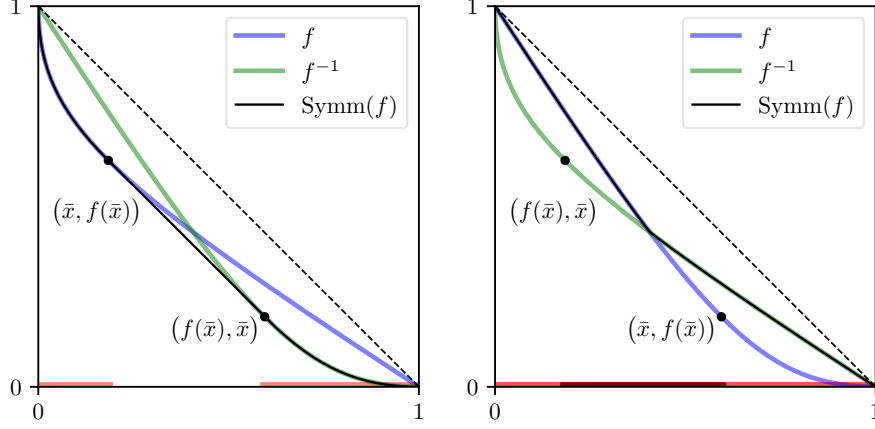 1
f
f⁻¹
Symm(f)
(x̄, f(x̄))
(f(x̄), x̄)
0
0
1
1
f
f⁻¹
Symm(f)
(f(x̄), x̄)
(x̄, f(x̄))
0
0
1